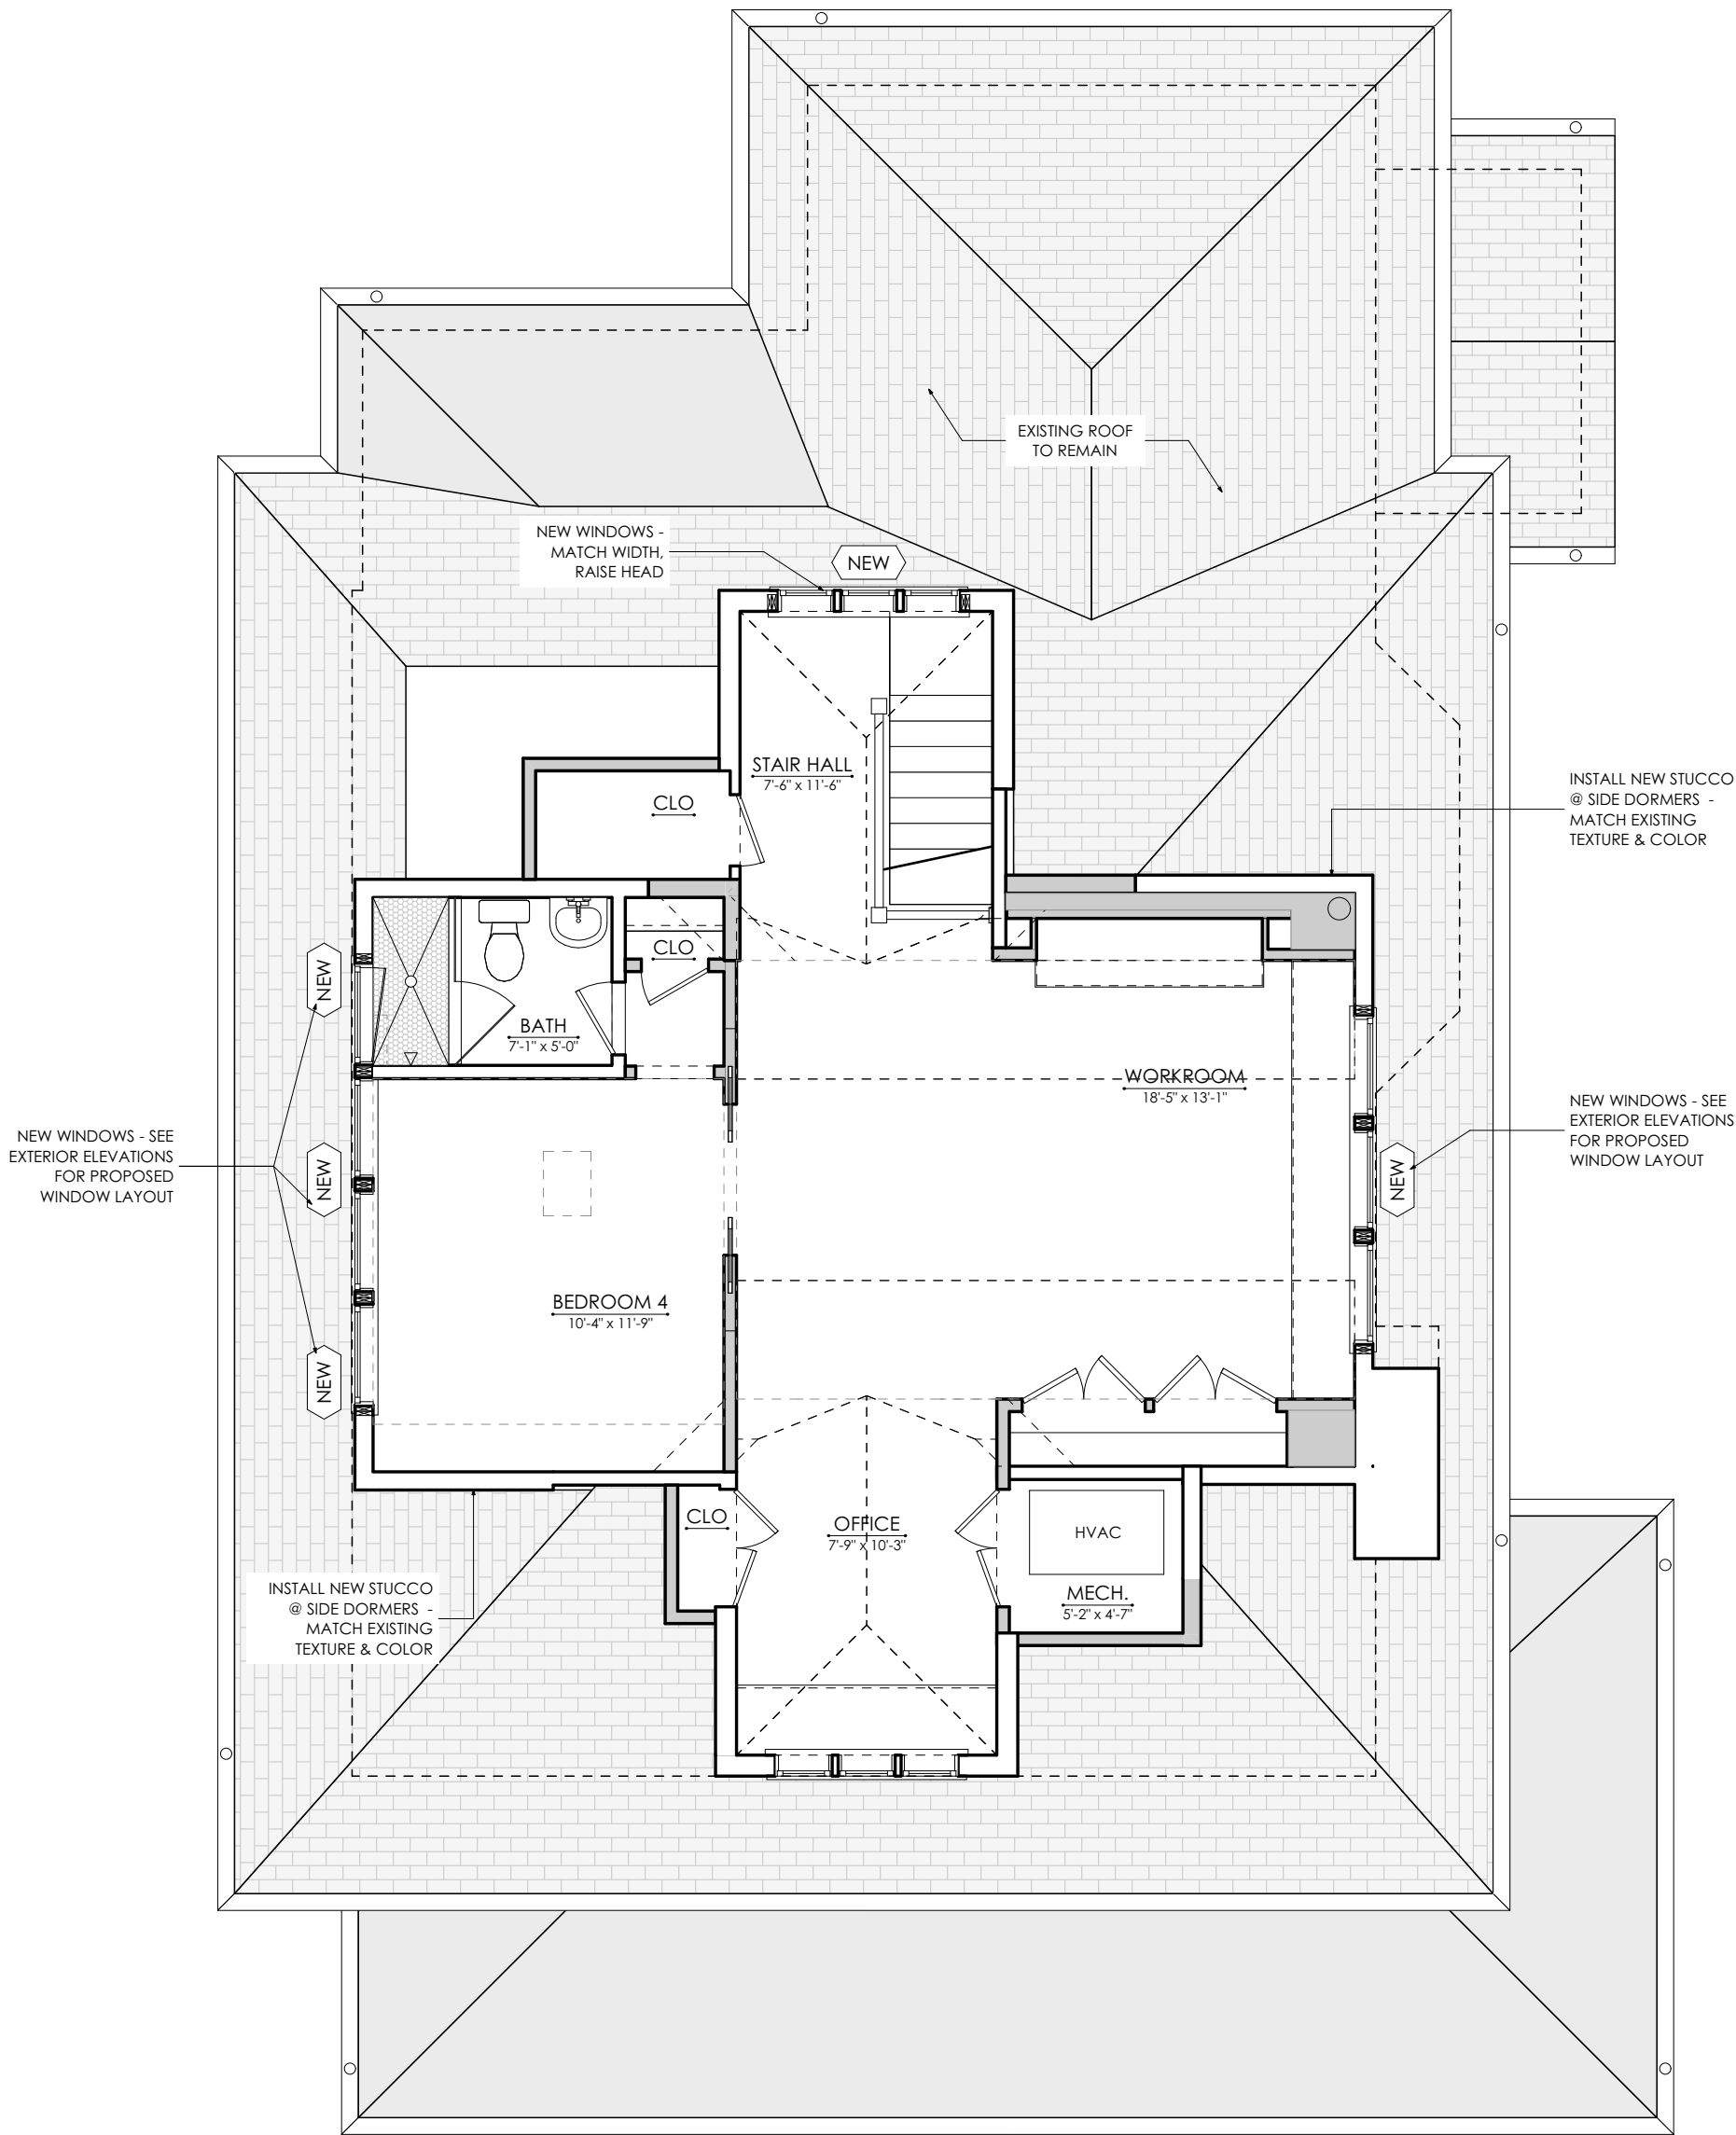 EXISTING ROOF
TO REMAIN
NEW WINDOWS -
MATCH WIDTH,
RAISE HEAD
NEW
STAIR HALL
7'-6" x 11'-6"
CLO
INSTALL NEW STUCCO
@ SIDE DORMERS -
MATCH EXISTING
TEXTURE & COLOR
CLO
NEW
BATH
7'-1" x 5'-0"
WORKROOM
18'-5" x 13'-1"
NEW WINDOWS - SEE
EXTERIOR ELEVATIONS
FOR PROPOSED
WINDOW LAYOUT
NEW
NEW WINDOWS - SEE
EXTERIOR ELEVATIONS
FOR PROPOSED
WINDOW LAYOUT
NEW
BEDROOM 4
10'-4" x 11'-9"
NEW
CLO
OFFICE
7'-9" x 10'-3"
HVAC
MECH.
5'-2" x 4'-7"
INSTALL NEW STUCCO
@ SIDE DORMERS -
MATCH EXISTING
TEXTURE & COLOR